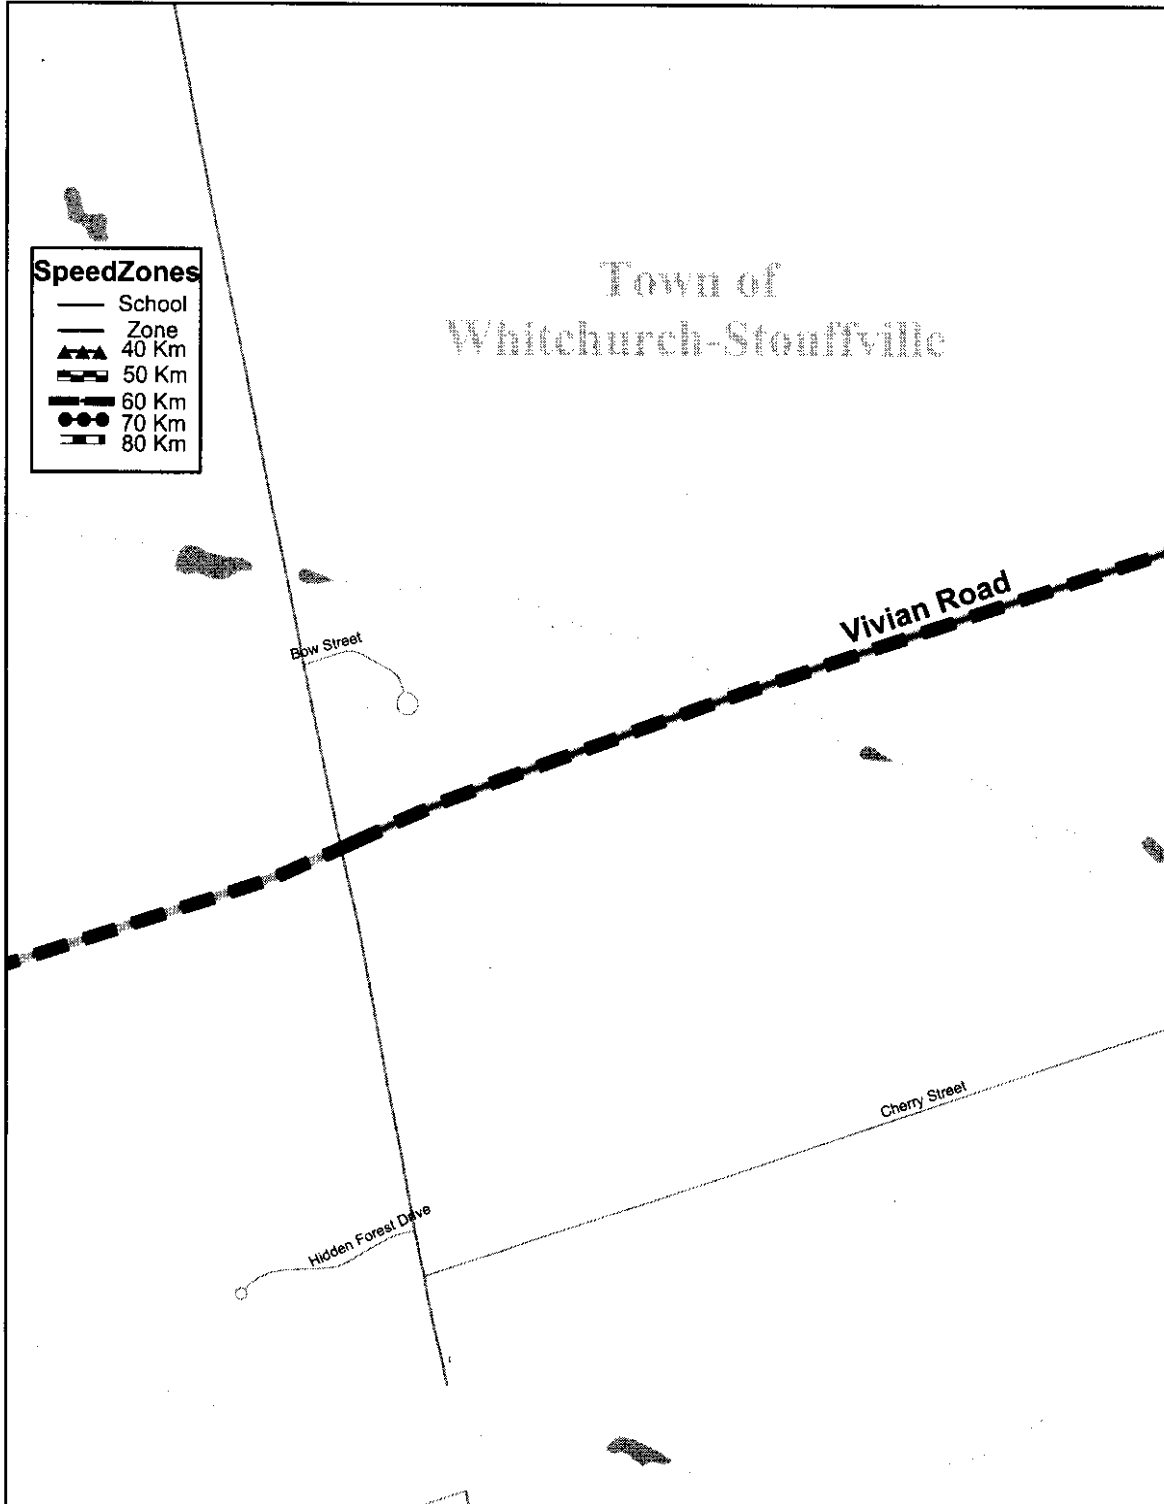 SpeedZones
School
Zone
40 Km
50 Km
60 Km
70 Km
80 Km
Town of
Whitchurch-Stouffville
Vivian Road
Bow Street
Cherry Street
Hidden Forest Drive